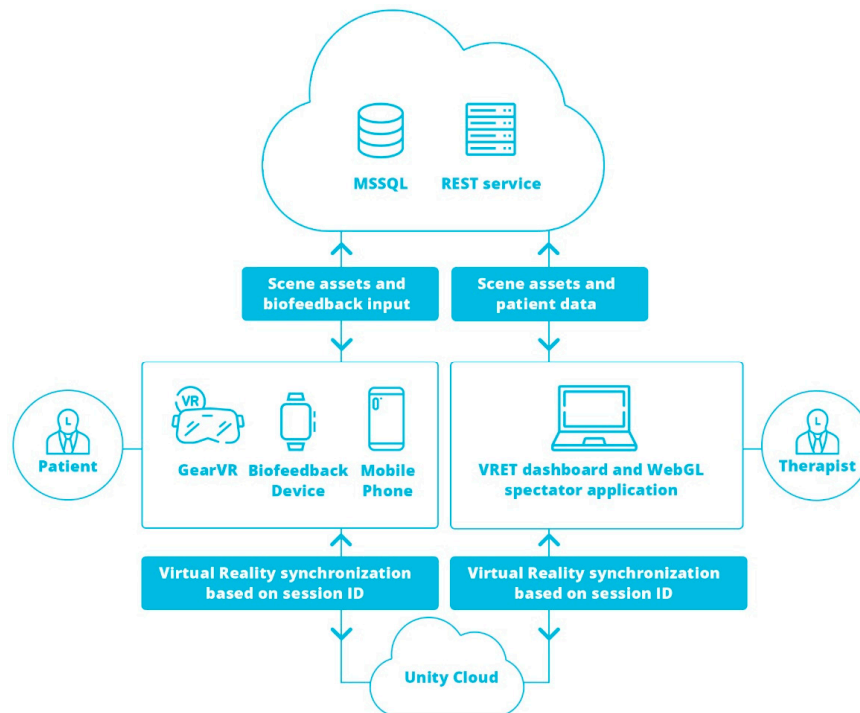 MSSQL
REST service
Scene assets and
biofeedback input
Scene assets and
patient data
VR
GearVR
Biofeedback
Device
Mobile
Phone
Patient
VRET dashboard and WebGL
spectator application
Therapist
Virtual Reality synchronization
based on session ID
Virtual Reality synchronization
based on session ID
Unity Cloud